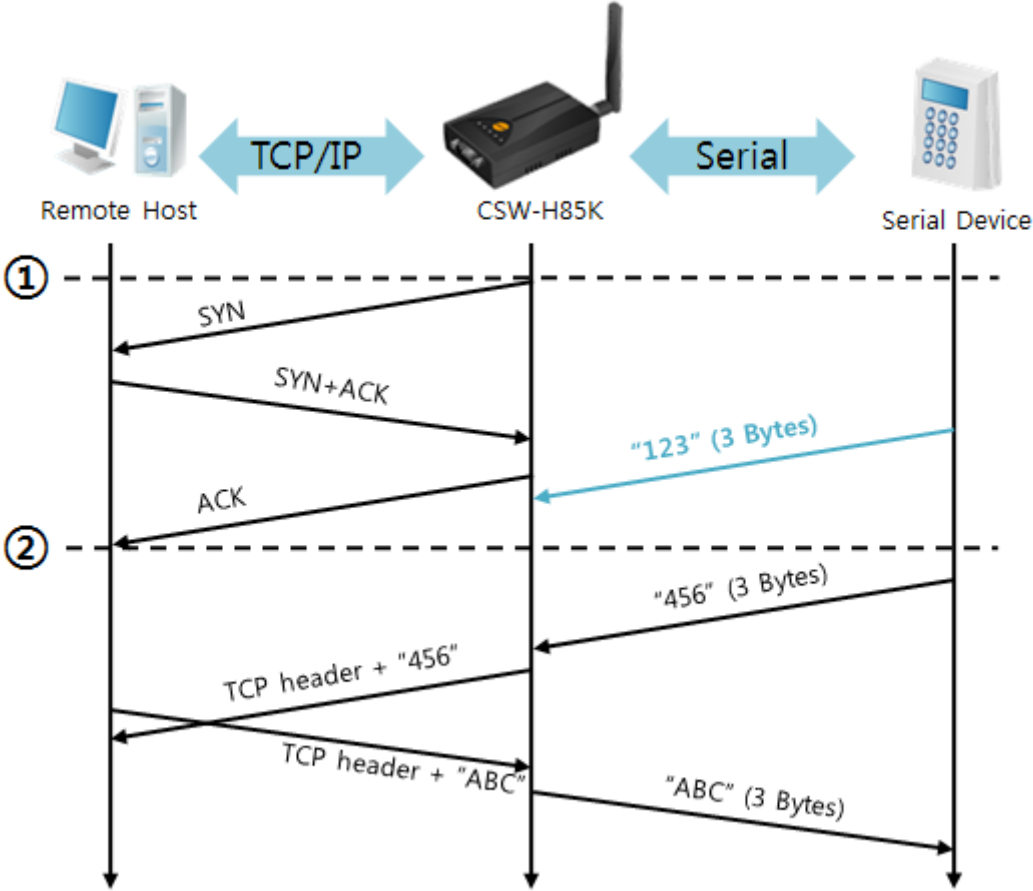 TCP/IP
Serial
Remote Host
CSW-H85K
Serial Device
①
SYN
SYN+ACK
"123" (3 Bytes)
ACK
②
"456" (3 Bytes)
TCP header + "456"
TCP header + "ABC"
"ABC" (3 Bytes)